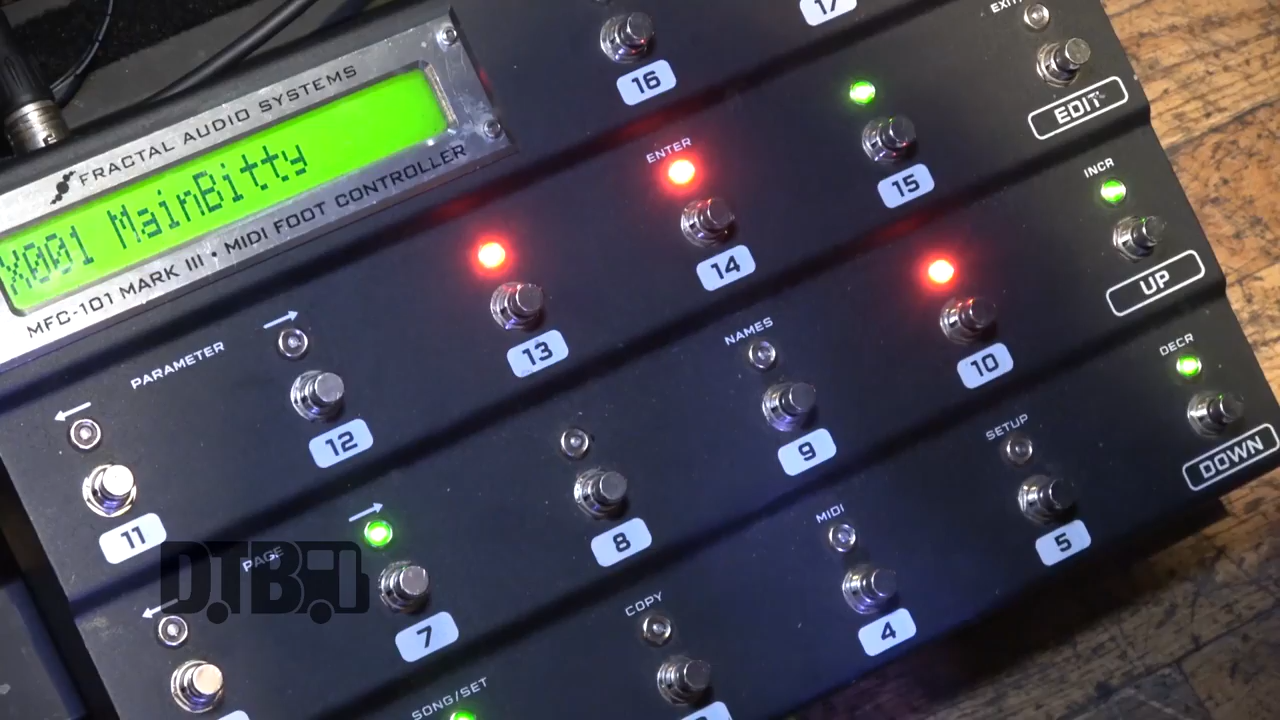 FRACTAL AUDIO SYSTEMS
X001 MainBitty
MFC-101 MARK III • MIDI FOOT CONTROLLER
16
17
EXIT
EDIT
ENTER
15
14
13
INCR
UP
PARAMETER
12
11
NAMES
10
9
8
DECR
DOWN
SETUP
5
PAGE
7
MIDI
4
COPY
SONG/SET
DTB